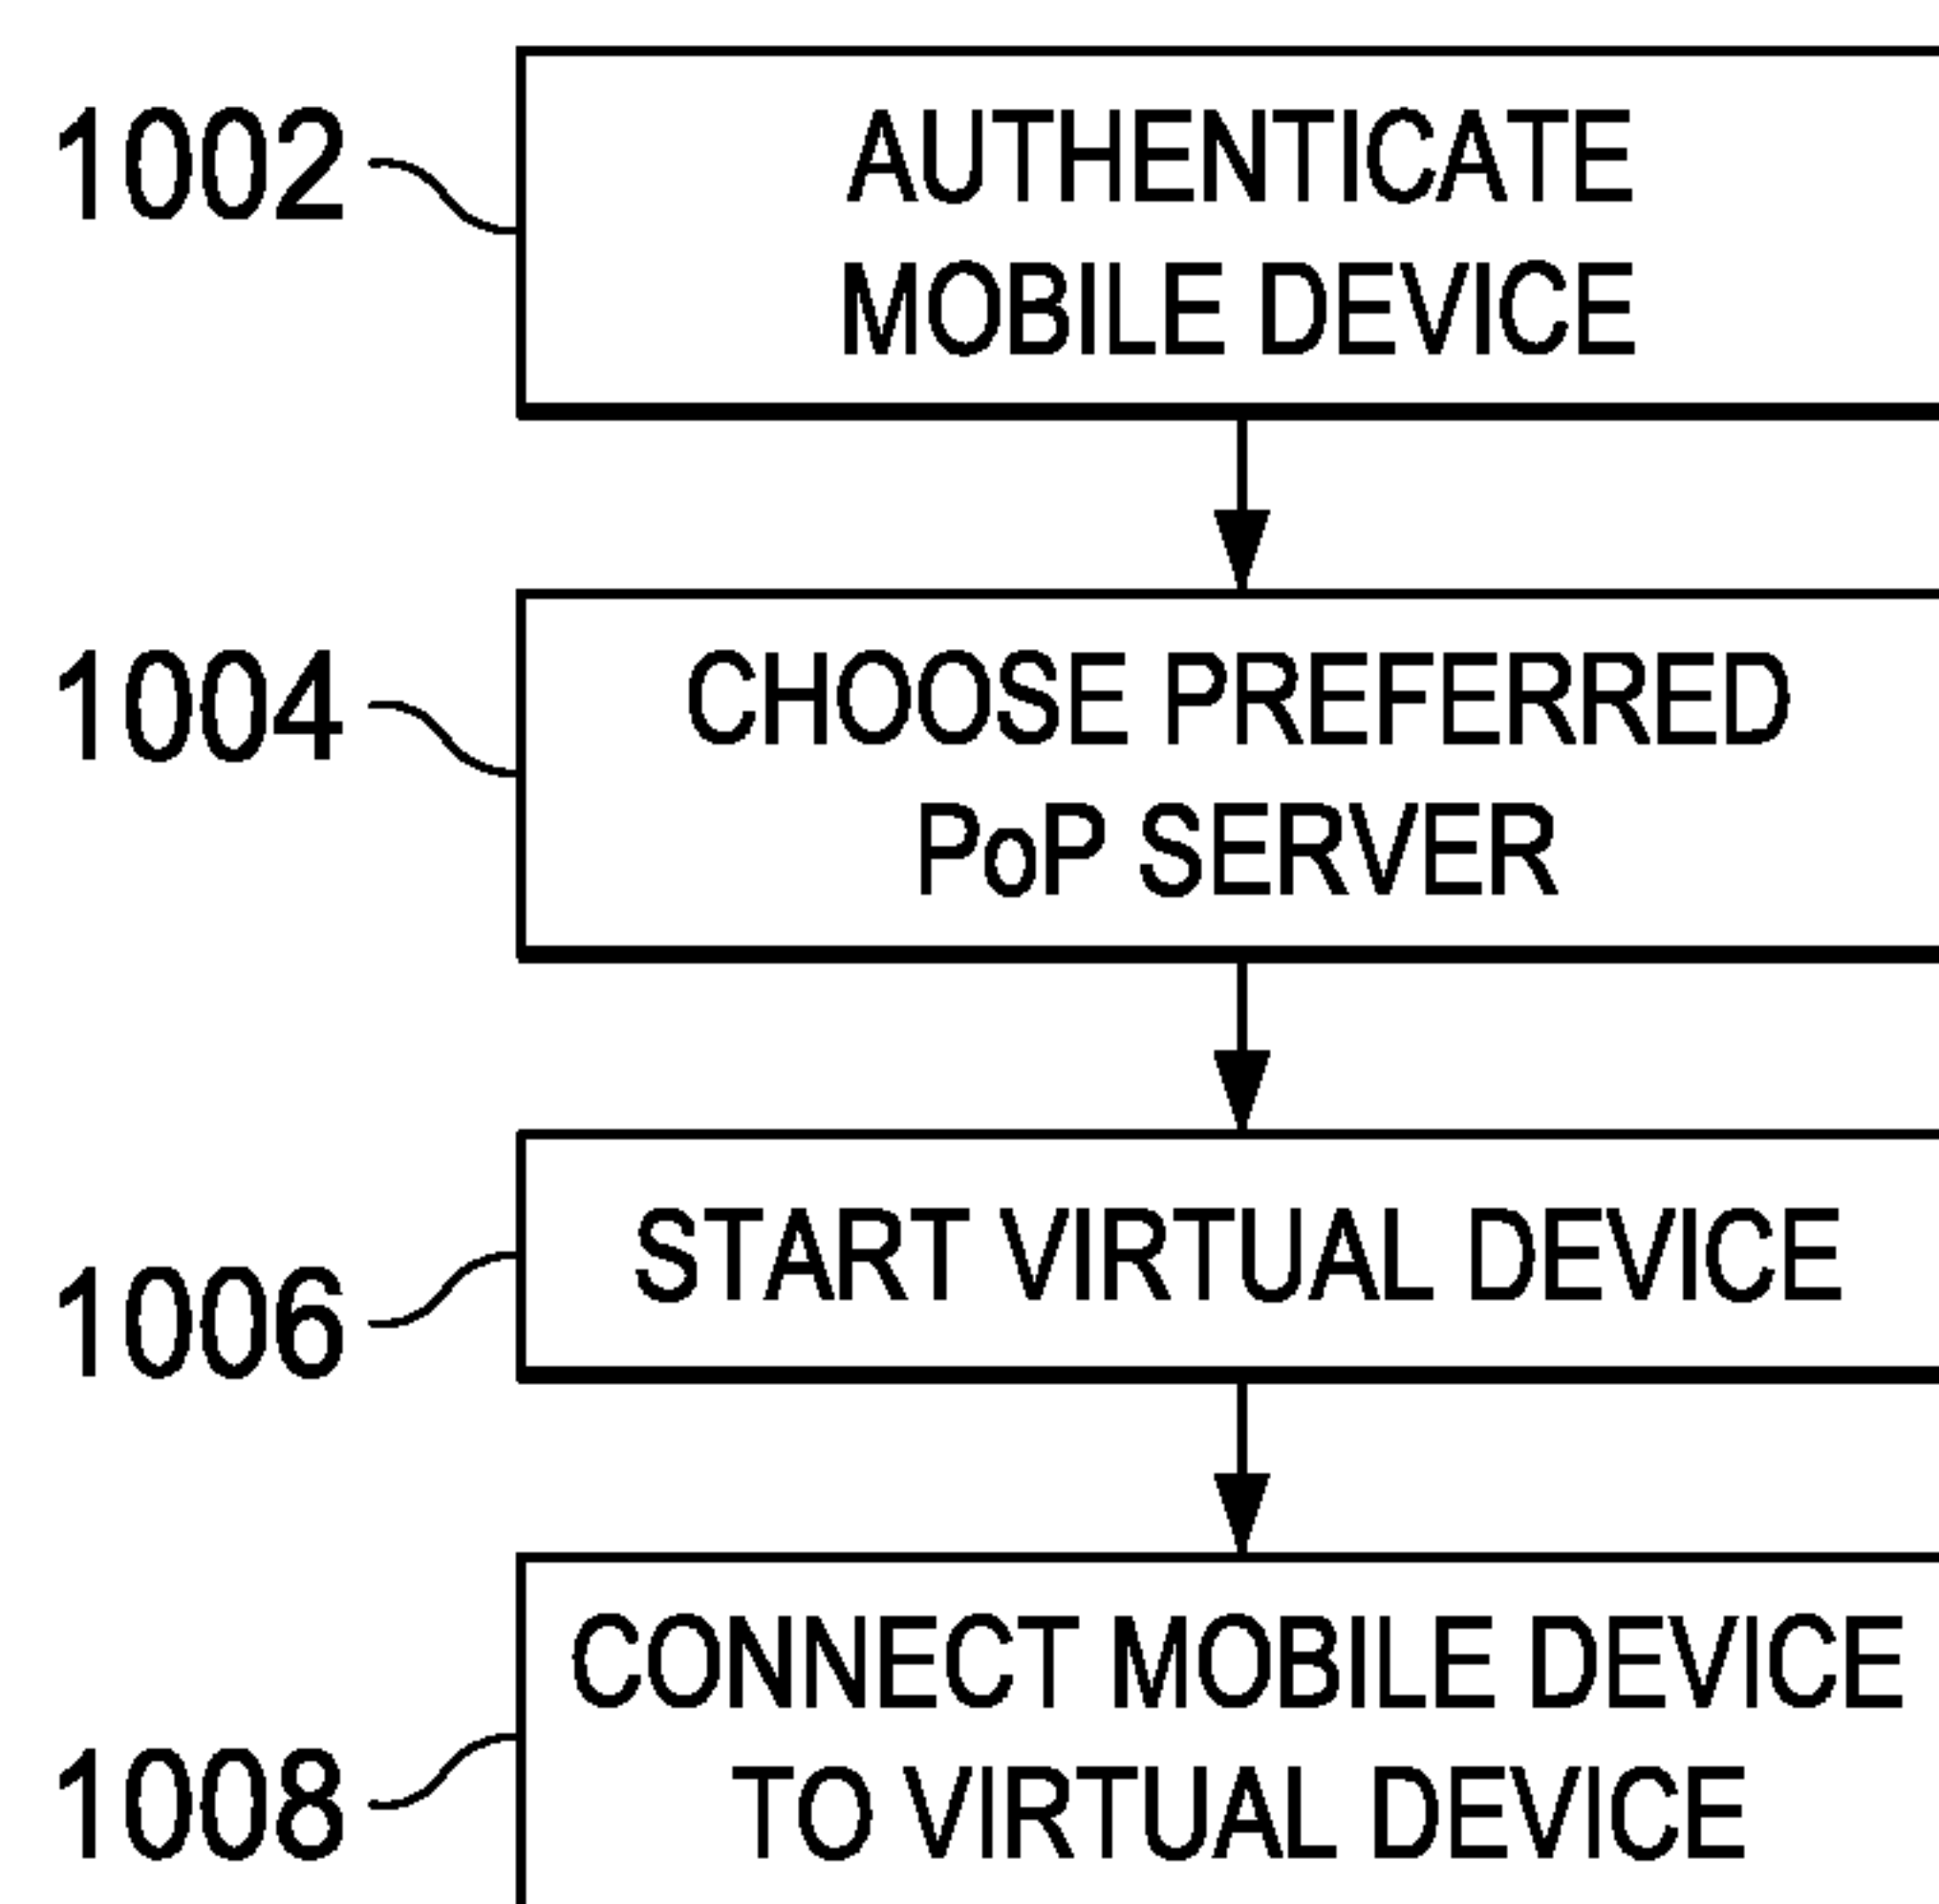 1002
AUTHENTICATE
MOBILE DEVICE
1004
CHOOSE PREFERRED
PoP SERVER
1006
START VIRTUAL DEVICE
1008
CONNECT MOBILE DEVICE
TO VIRTUAL DEVICE